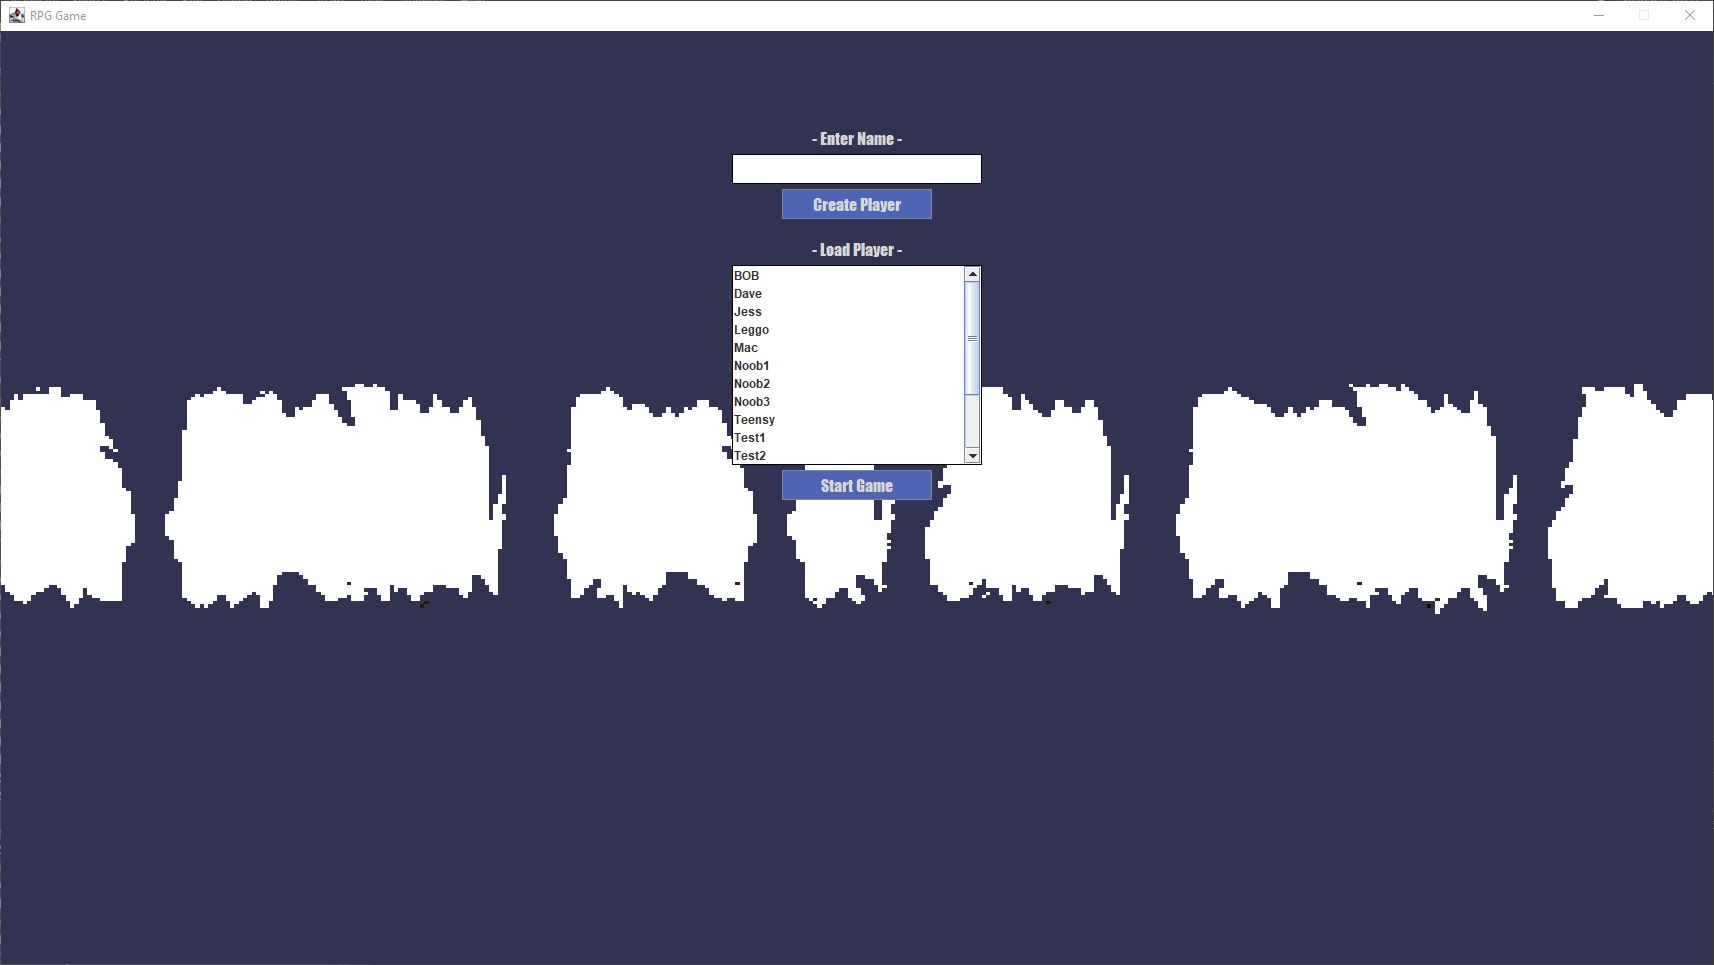 RPG Game
- Enter Name -
Create Player
- Load Player -
BOB
Dave
Jess
Leggo
Mac
Noob1
Noob2
Noob3
Teensy
Test1
Test2
Start Game